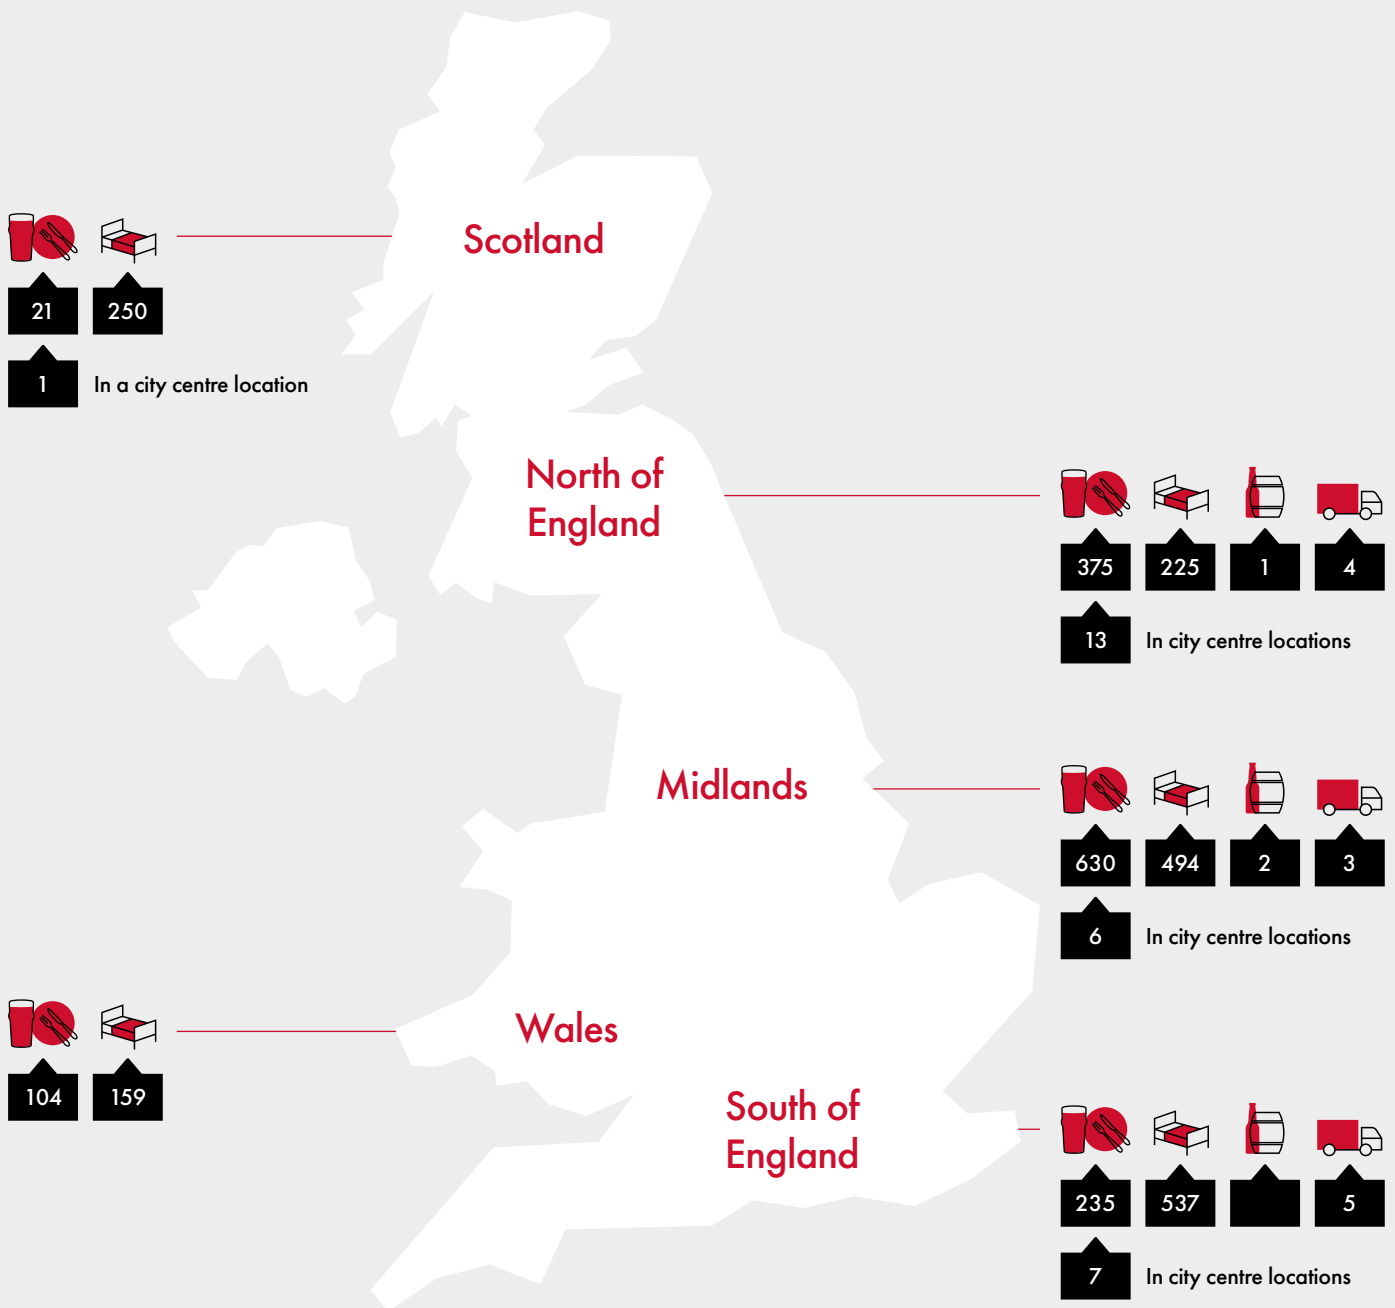 Scotland
21
250
1
In a city centre location
North of
England
375
225
1
4
13
In city centre locations
Midlands
630
494
2
3
6
In city centre locations
Wales
104
159
South of
England
235
537
5
7
In city centre locations